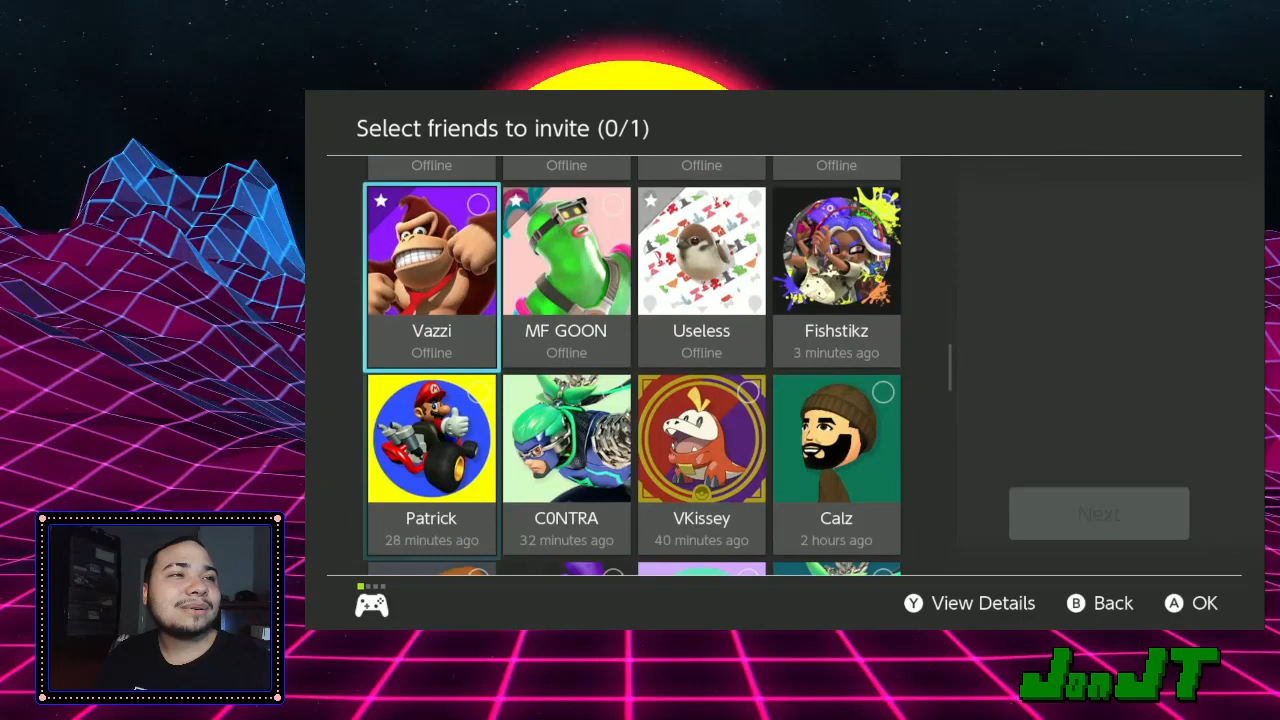 Select friends to invite (0/1)
Offline Offline Offline Offline
Vazzi MF GOON Useless Fishstikz
Offline Offline Offline 3 minutes ago
Patrick C0NTRA VKissey Calz
28 minutes ago 32 minutes ago 40 minutes ago 2 hours ago
Next
Y View Details B Back A OK
JonJT